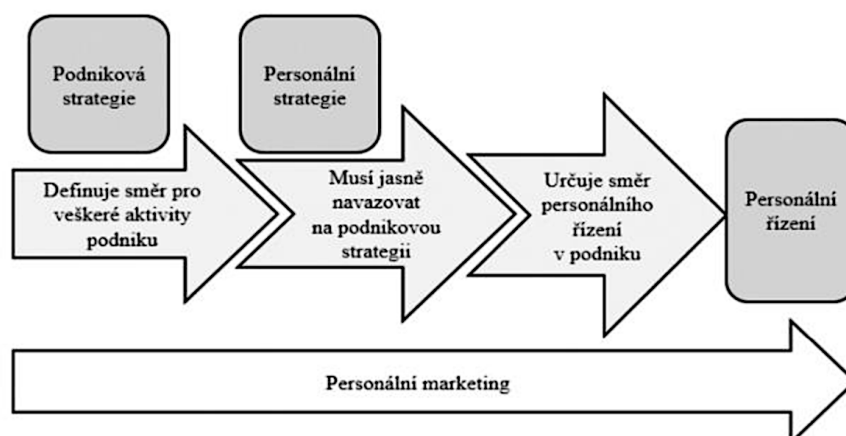 Podniková
strategie
Personální
strategie
Definuje směr pro
veškeré aktivity
podniku
Musí jasně
navazovat
na podnikovou
strategii
Určuje směr
personálního
řízení
v podniku
Personální
řízení
Personální marketing